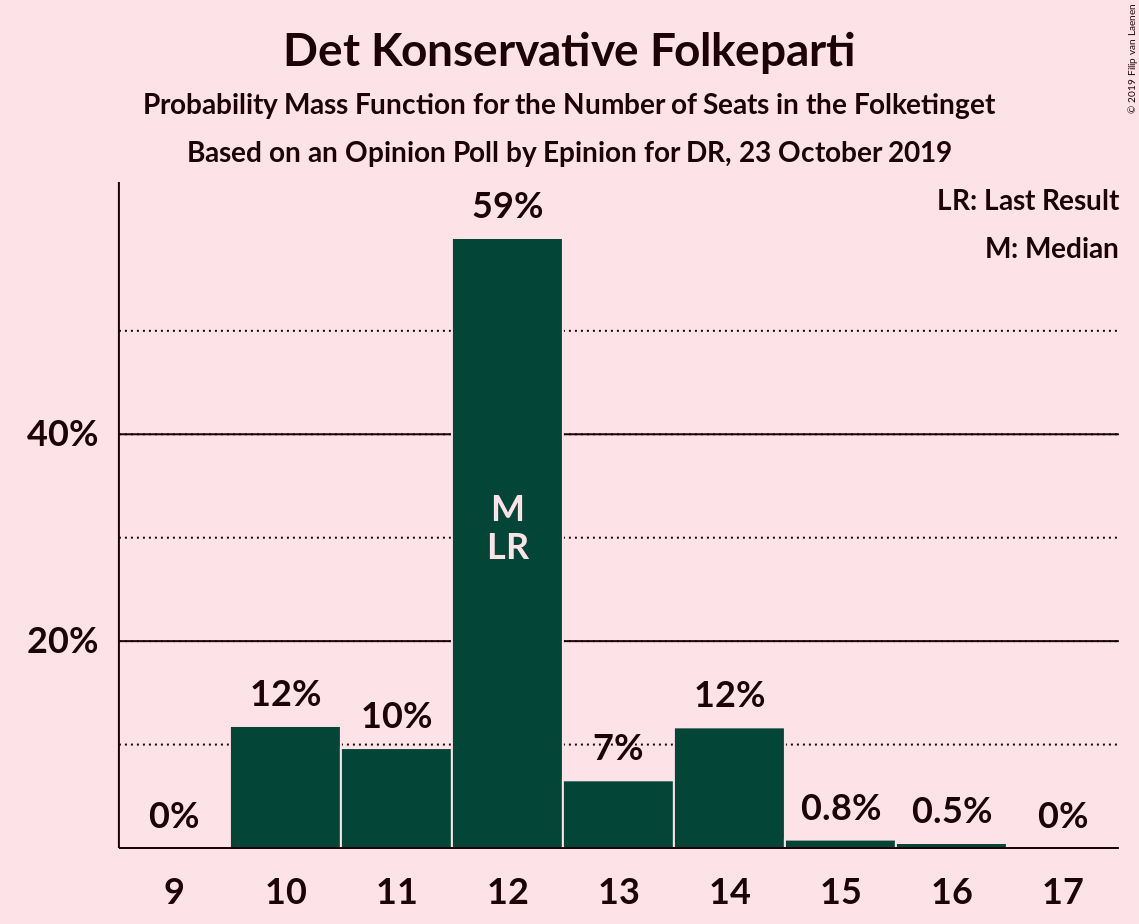 Det Konservative Folkeparti
Probability Mass Function for the Number of Seats in the Folketinget
Based on an Opinion Poll by Epinion for DR, 23 October 2019
© 2019 Filip van Laenen
LR: Last Result
M: Median
59%
40%
M
LR
20%
12%
10%
7%
12%
0%
0.8%
0.5%
0%
9 10 11 12 13 14 15 16 17